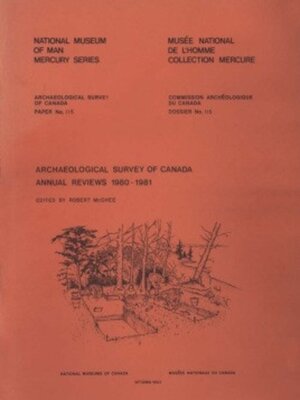 NATIONAL MUSEUM
OF MAN
MERCURY SERIES
MUSÉE NATIONAL
DE L'HOMME
COLLECTION MERCURE
ARCHAEOLOGICAL SURVEY
OF CANADA
PAPER No. 115
COMMISSION ARCHÉOLOGIQUE
DU CANADA
DOSSIER No. 115
ARCHAEOLOGICAL SURVEY OF CANADA
ANNUAL REVIEWS 1980-1981
EDITED BY ROBERT McGHEE
NATIONAL MUSEUMS OF CANADA
MUSÉES NATIONAUX DU CANADA
OTTAWA